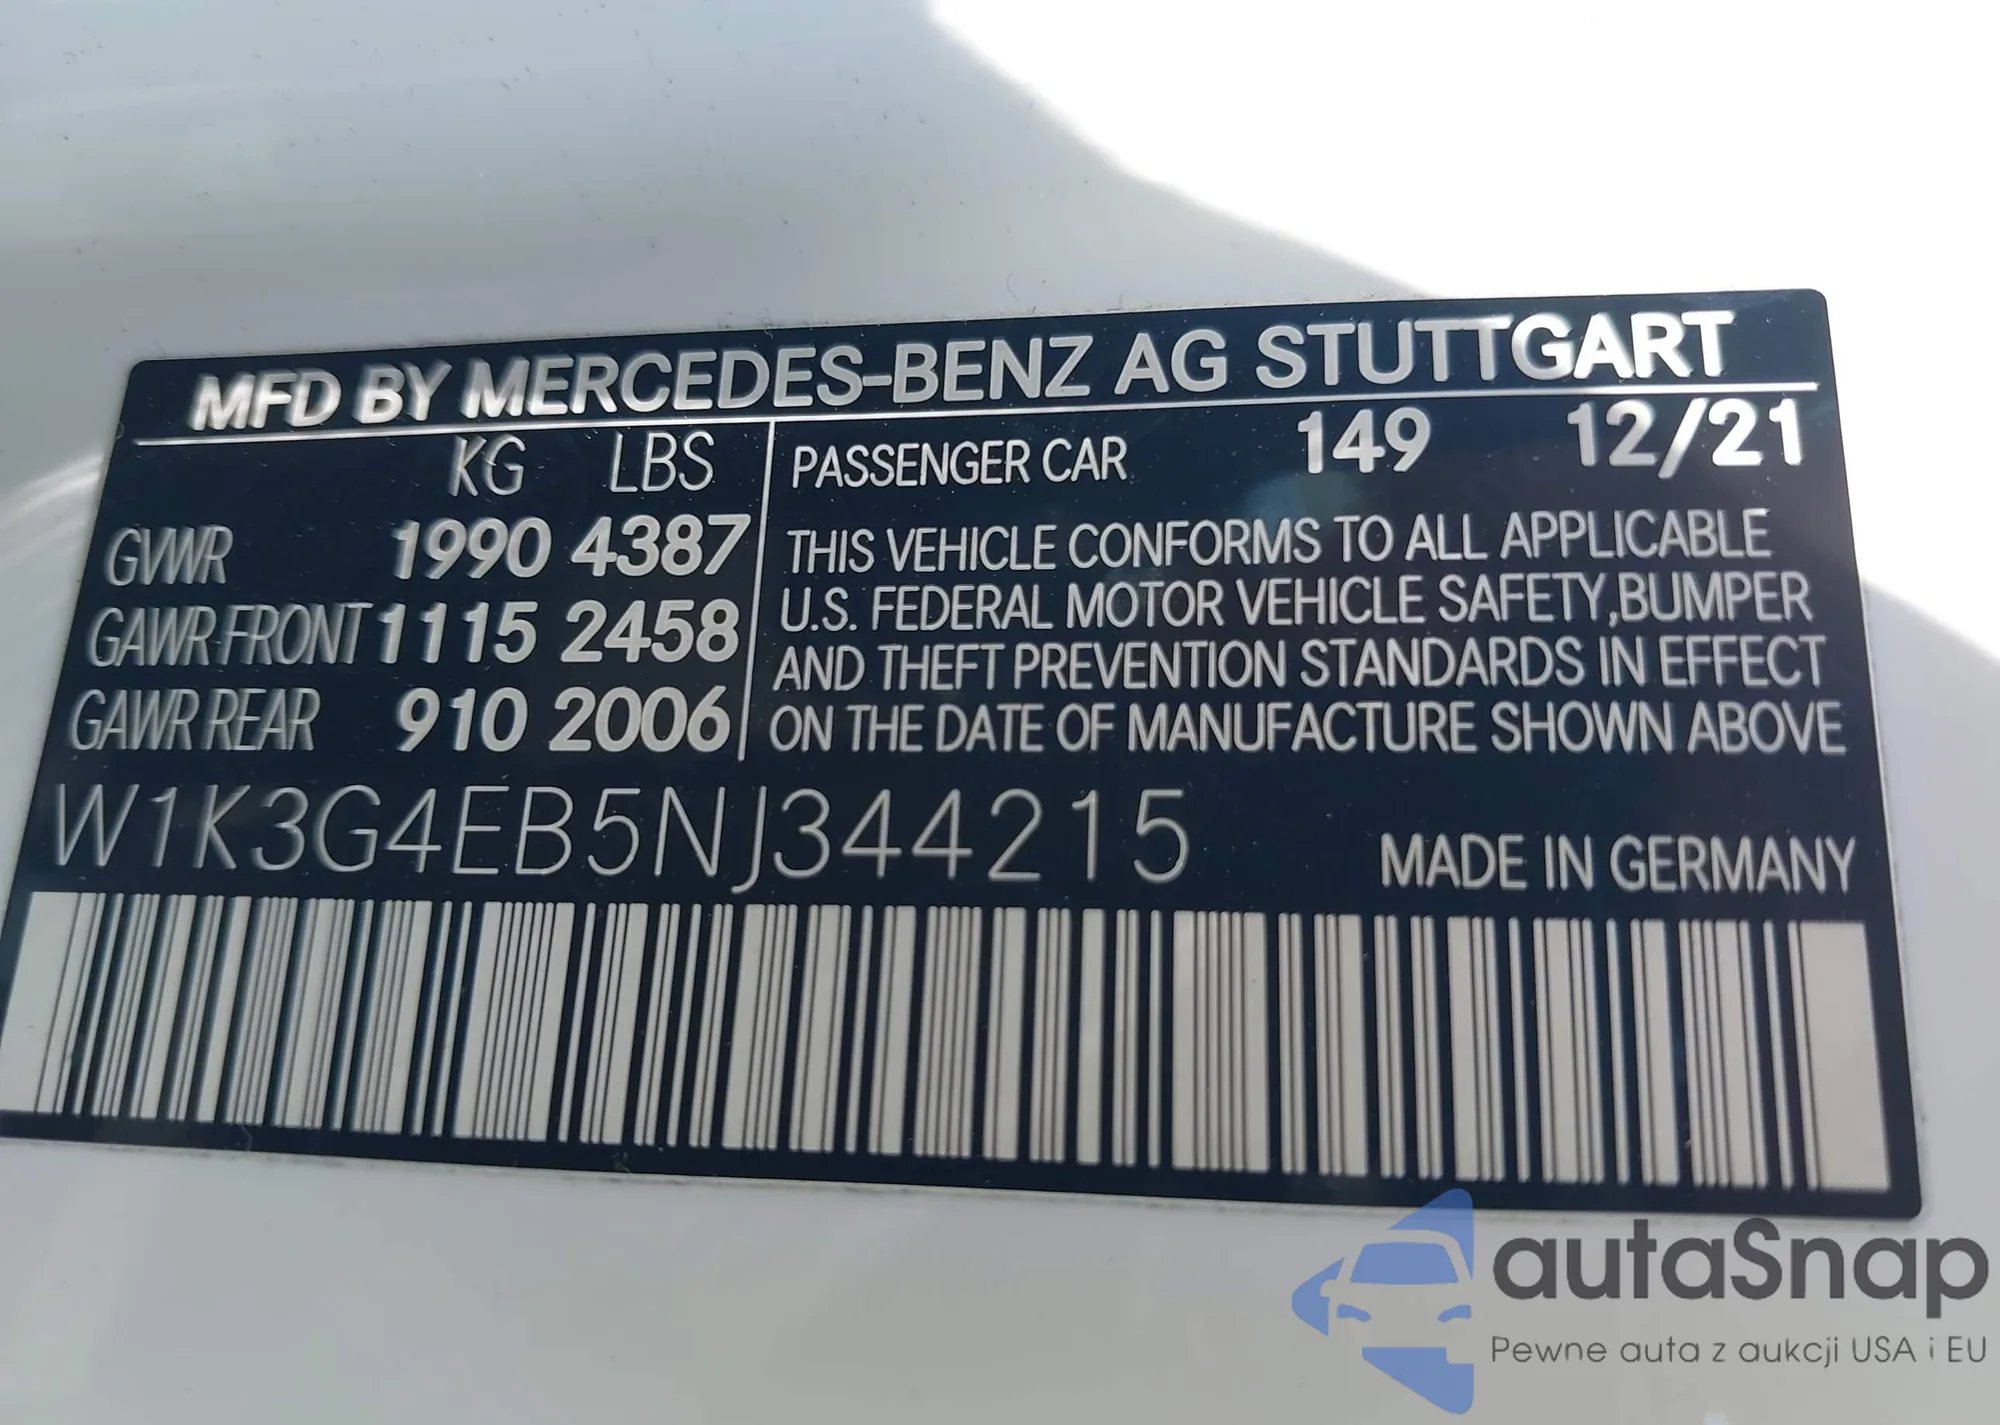 MFD BY MERCEDES-BENZ AG STUTTGART
KG LBS
GVWR 1990 4387
GAWR FRONT 1115 2458
GAWR REAR 910 2006
PASSENGER CAR 149 12/21
THIS VEHICLE CONFORMS TO ALL APPLICABLE
U.S. FEDERAL MOTOR VEHICLE SAFETY,BUMPER
AND THEFT PREVENTION STANDARDS IN EFFECT
ON THE DATE OF MANUFACTURE SHOWN ABOVE
W1K3G4EB5NJ344215
MADE IN GERMANY
autaSnap
Pewne auta z aukcji USA i EU